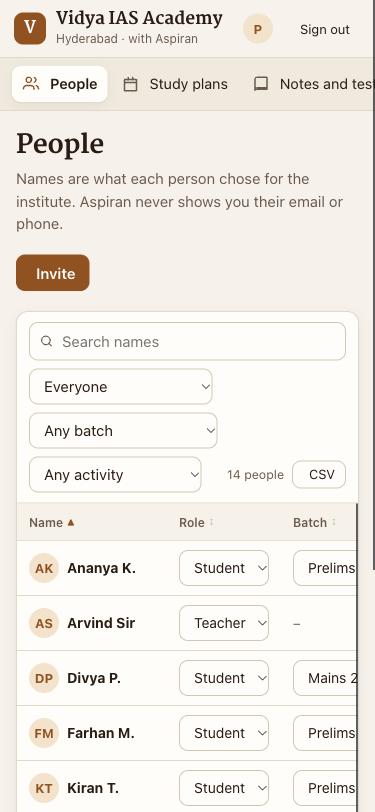 V
Vidya IAS Academy
Hyderabad · with Aspiran
P
Sign out
People
Study plans
Notes and test
People
Names are what each person chose for the
institute. Aspiran never shows you their email or
phone.
Invite
Search names
Everyone
Any batch
Any activity
14 people
CSV
Name ▲ Role ↕ Batch ↕
AK Ananya K. Student Prelims
AS Arvind Sir Teacher –
DP Divya P. Student Mains 2
FM Farhan M. Student Prelims
KT Kiran T. Student Prelims